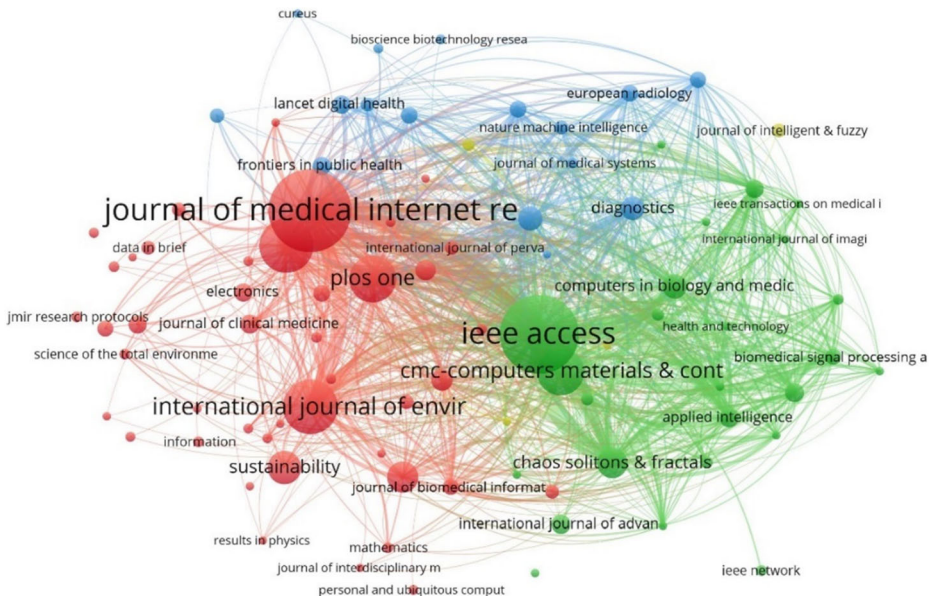 cureus
bioscience biotechnology resea
european radiology
lancet digital health
nature machine intelligence
journal of intelligent & fuzzy
journal of medical systems
frontiers in public health
ieee transactions on medical i
journal of medical internet re
diagnostics
international journal of imagi
data in brief
international journal of perva
plos one
computers in biology and medic
electronics
jmir research protocols
journal of clinical medicine
health and technology
ieee access
science of the total environme
biomedical signal processing a
cmc-computers materials & cont
international journal of envir
applied intelligence
information
chaos solitons & fractals
sustainability
journal of biomedical informat
international journal of advan
results in physics
mathematics
journal of interdisciplinary m
ieee network
personal and ubiquitous comput